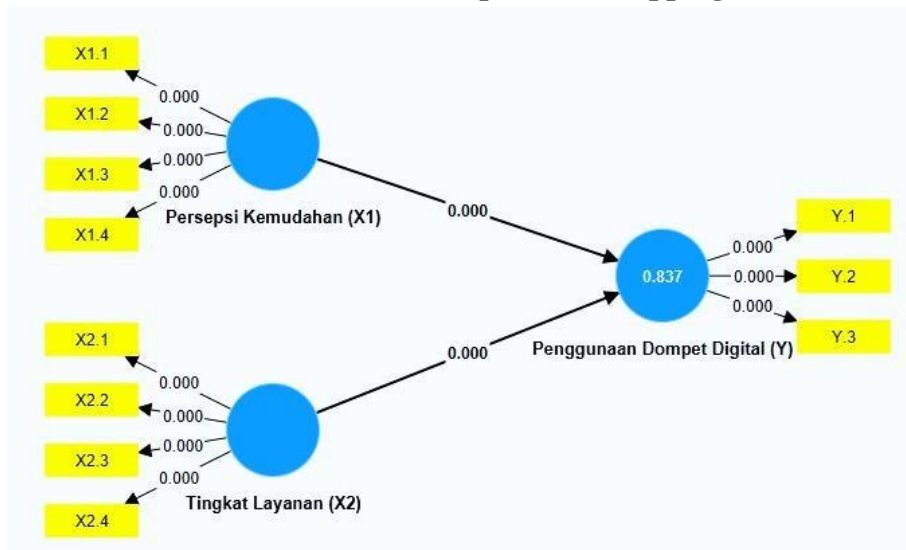 X1.1
0.000
X1.2
0.000
X1.3
0.000
0.000
X1.4
Persepsi Kemudahan (X1)
0.000
X2.1
0.000
X2.2
0.000
X2.3
0.000
0.000
X2.4
Tingkat Layanan (X2)
0.000
0.837
Penggunaan Dompet Digital (Y)
0.000
Y.1
0.000
Y.2
0.000
Y.3